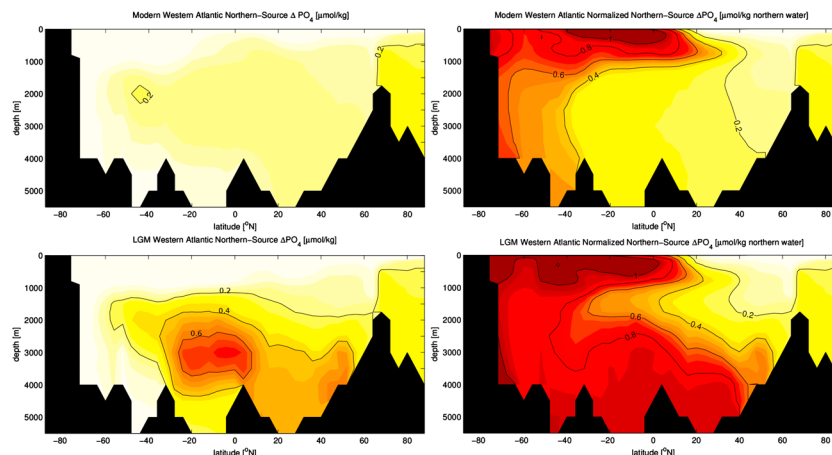 Modern Western Atlantic Northern−Source Δ PO4 [μmol/kg]
0
1000
2000
3000
4000
5000
depth [m]
0.2
0.2
−80 −60 −40 −20 0 20 40 60 80
latitude [°N]
Modern Western Atlantic Normalized Northern−Source ΔPO4 [μmol/kg northern water]
0
1000
2000
3000
4000
5000
depth [m]
1
0.8
0.6
0.4
0.2
0.2
−80 −60 −40 −20 0 20 40 60 80
latitude [°N]
LGM Western Atlantic Northern−Source ΔPO4 [μmol/kg]
0
1000
2000
3000
4000
5000
depth [m]
0.2
0.4
0.6
−80 −60 −40 −20 0 20 40 60 80
latitude [°N]
LGM Western Atlantic Normalized Northern−Source ΔPO4 [μmol/kg northern water]
0
1000
2000
3000
4000
5000
depth [m]
1
0.2
0.6
0.4
0.8
−80 −60 −40 −20 0 20 40 60 80
latitude [°N]